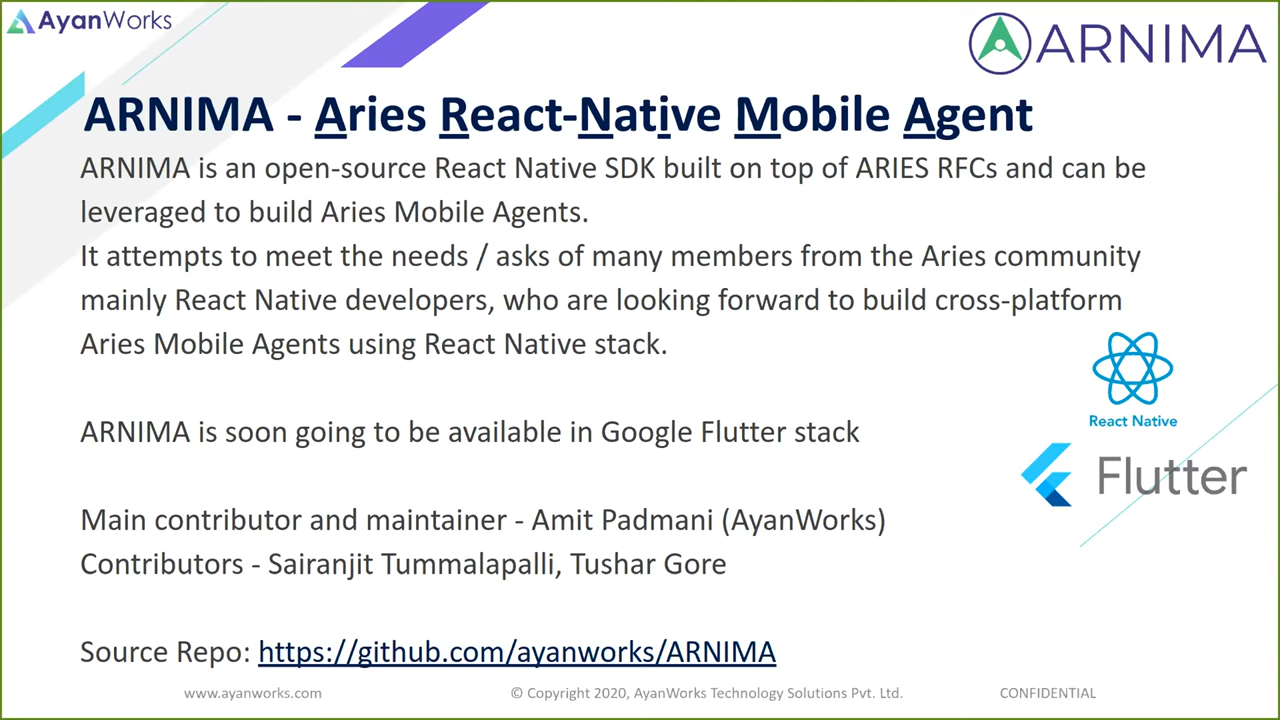 AyanWorks
ARNIMA
ARNIMA - Aries React-Native Mobile Agent
ARNIMA is an open-source React Native SDK built on top of ARIES RFCs and can be
leveraged to build Aries Mobile Agents.
It attempts to meet the needs / asks of many members from the Aries community
mainly React Native developers, who are looking forward to build cross-platform
Aries Mobile Agents using React Native stack.
React Native
ARNIMA is soon going to be available in Google Flutter stack
Flutter
Main contributor and maintainer - Amit Padmani (AyanWorks)
Contributors - Sairanjit Tummalapalli, Tushar Gore
Source Repo: https://github.com/ayanworks/ARNIMA
www.ayanworks.com
© Copyright 2020, AyanWorks Technology Solutions Pvt. Ltd.
CONFIDENTIAL